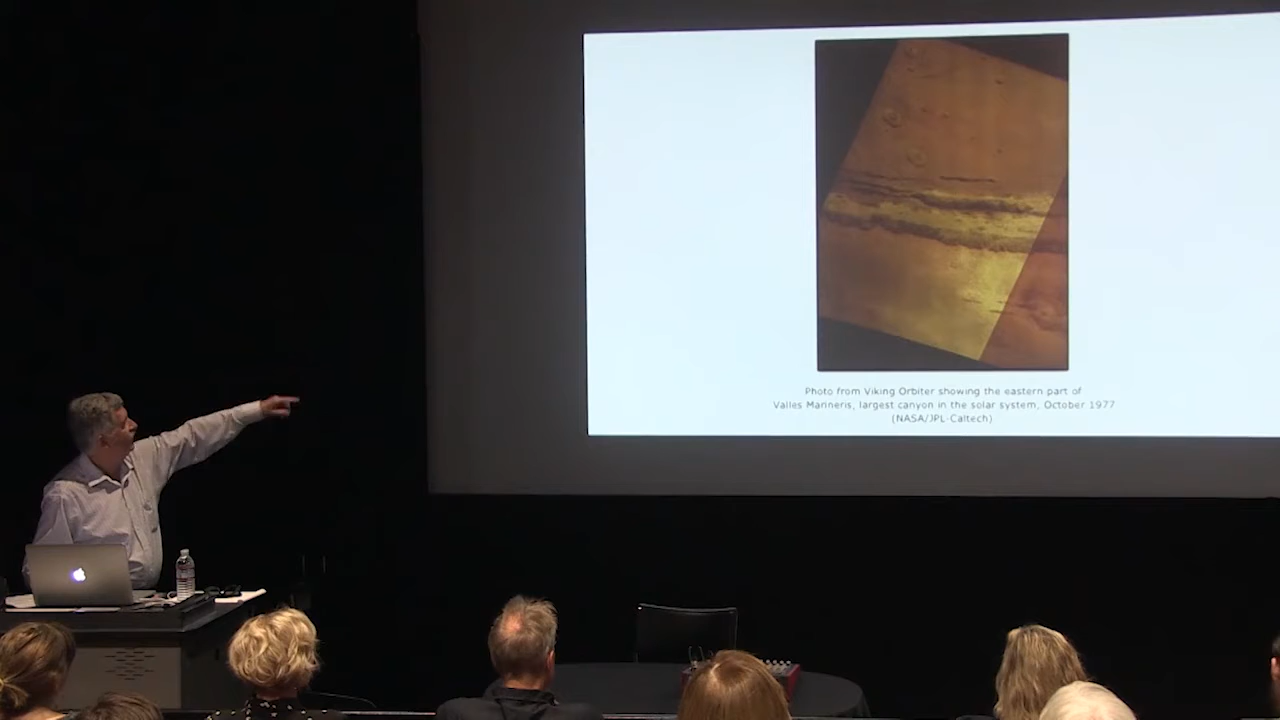 Photo from Viking Orbiter showing the eastern part of
Valles Marineris, largest canyon in the solar system, October 1977
(NASA/JPL-Caltech)